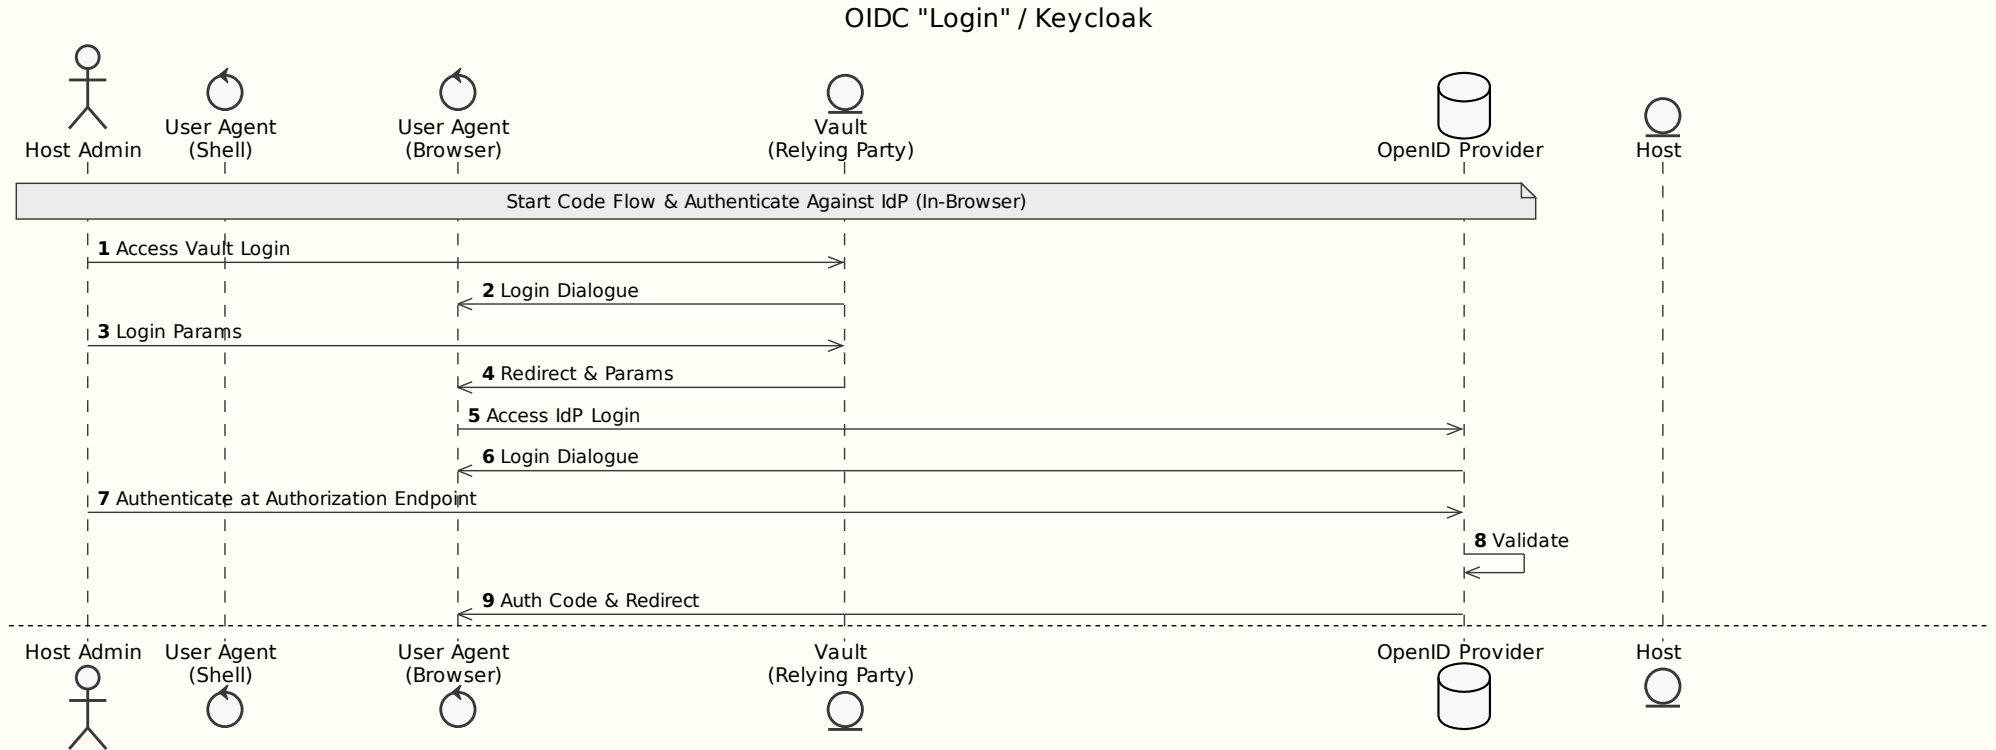 OIDC "Login" / Keycloak
Host Admin
User Agent
(Shell)
User Agent
(Browser)
Vault
(Relying Party)
OpenID Provider
Host
Start Code Flow & Authenticate Against IdP (In-Browser)
1 Access Vault Login
2 Login Dialogue
3 Login Params
4 Redirect & Params
5 Access IdP Login
6 Login Dialogue
7 Authenticate at Authorization Endpoint
8 Validate
9 Auth Code & Redirect
Host Admin
User Agent
(Shell)
User Agent
(Browser)
Vault
(Relying Party)
OpenID Provider
Host